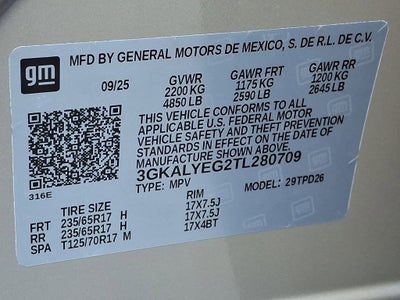 gm
MFD BY GENERAL MOTORS DE MEXICO, S. DE R.L. DE C.V.
09/25 GVWR GAWR FRT GAWR RR
2200 KG 1175 KG 1200 KG
4850 LB 2590 LB 2645 LB
THIS VEHICLE CONFORMS TO ALL
APPLICABLE U.S. FEDERAL MOTOR
VEHICLE SAFETY AND THEFT PREVENTION
STANDARDS IN EFFECT ON THE DATE OF
MANUFACTURE SHOWN ABOVE.
3GKALYEG2TL280709
316E
TYPE: MPV MODEL: 29TPD26
TIRE SIZE RIM
FRT 235/65R17 H 17X7.5J
RR 235/65R17 H 17X7.5J
SPA T125/70R17 M 17X4BT